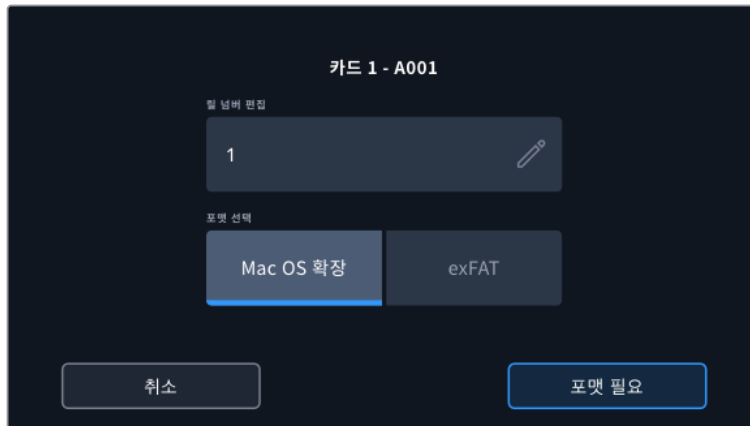 카드 1 - A001
릴 넘버 편집
1
포맷 선택
Mac OS 확장
exFAT
취소
포맷 필요